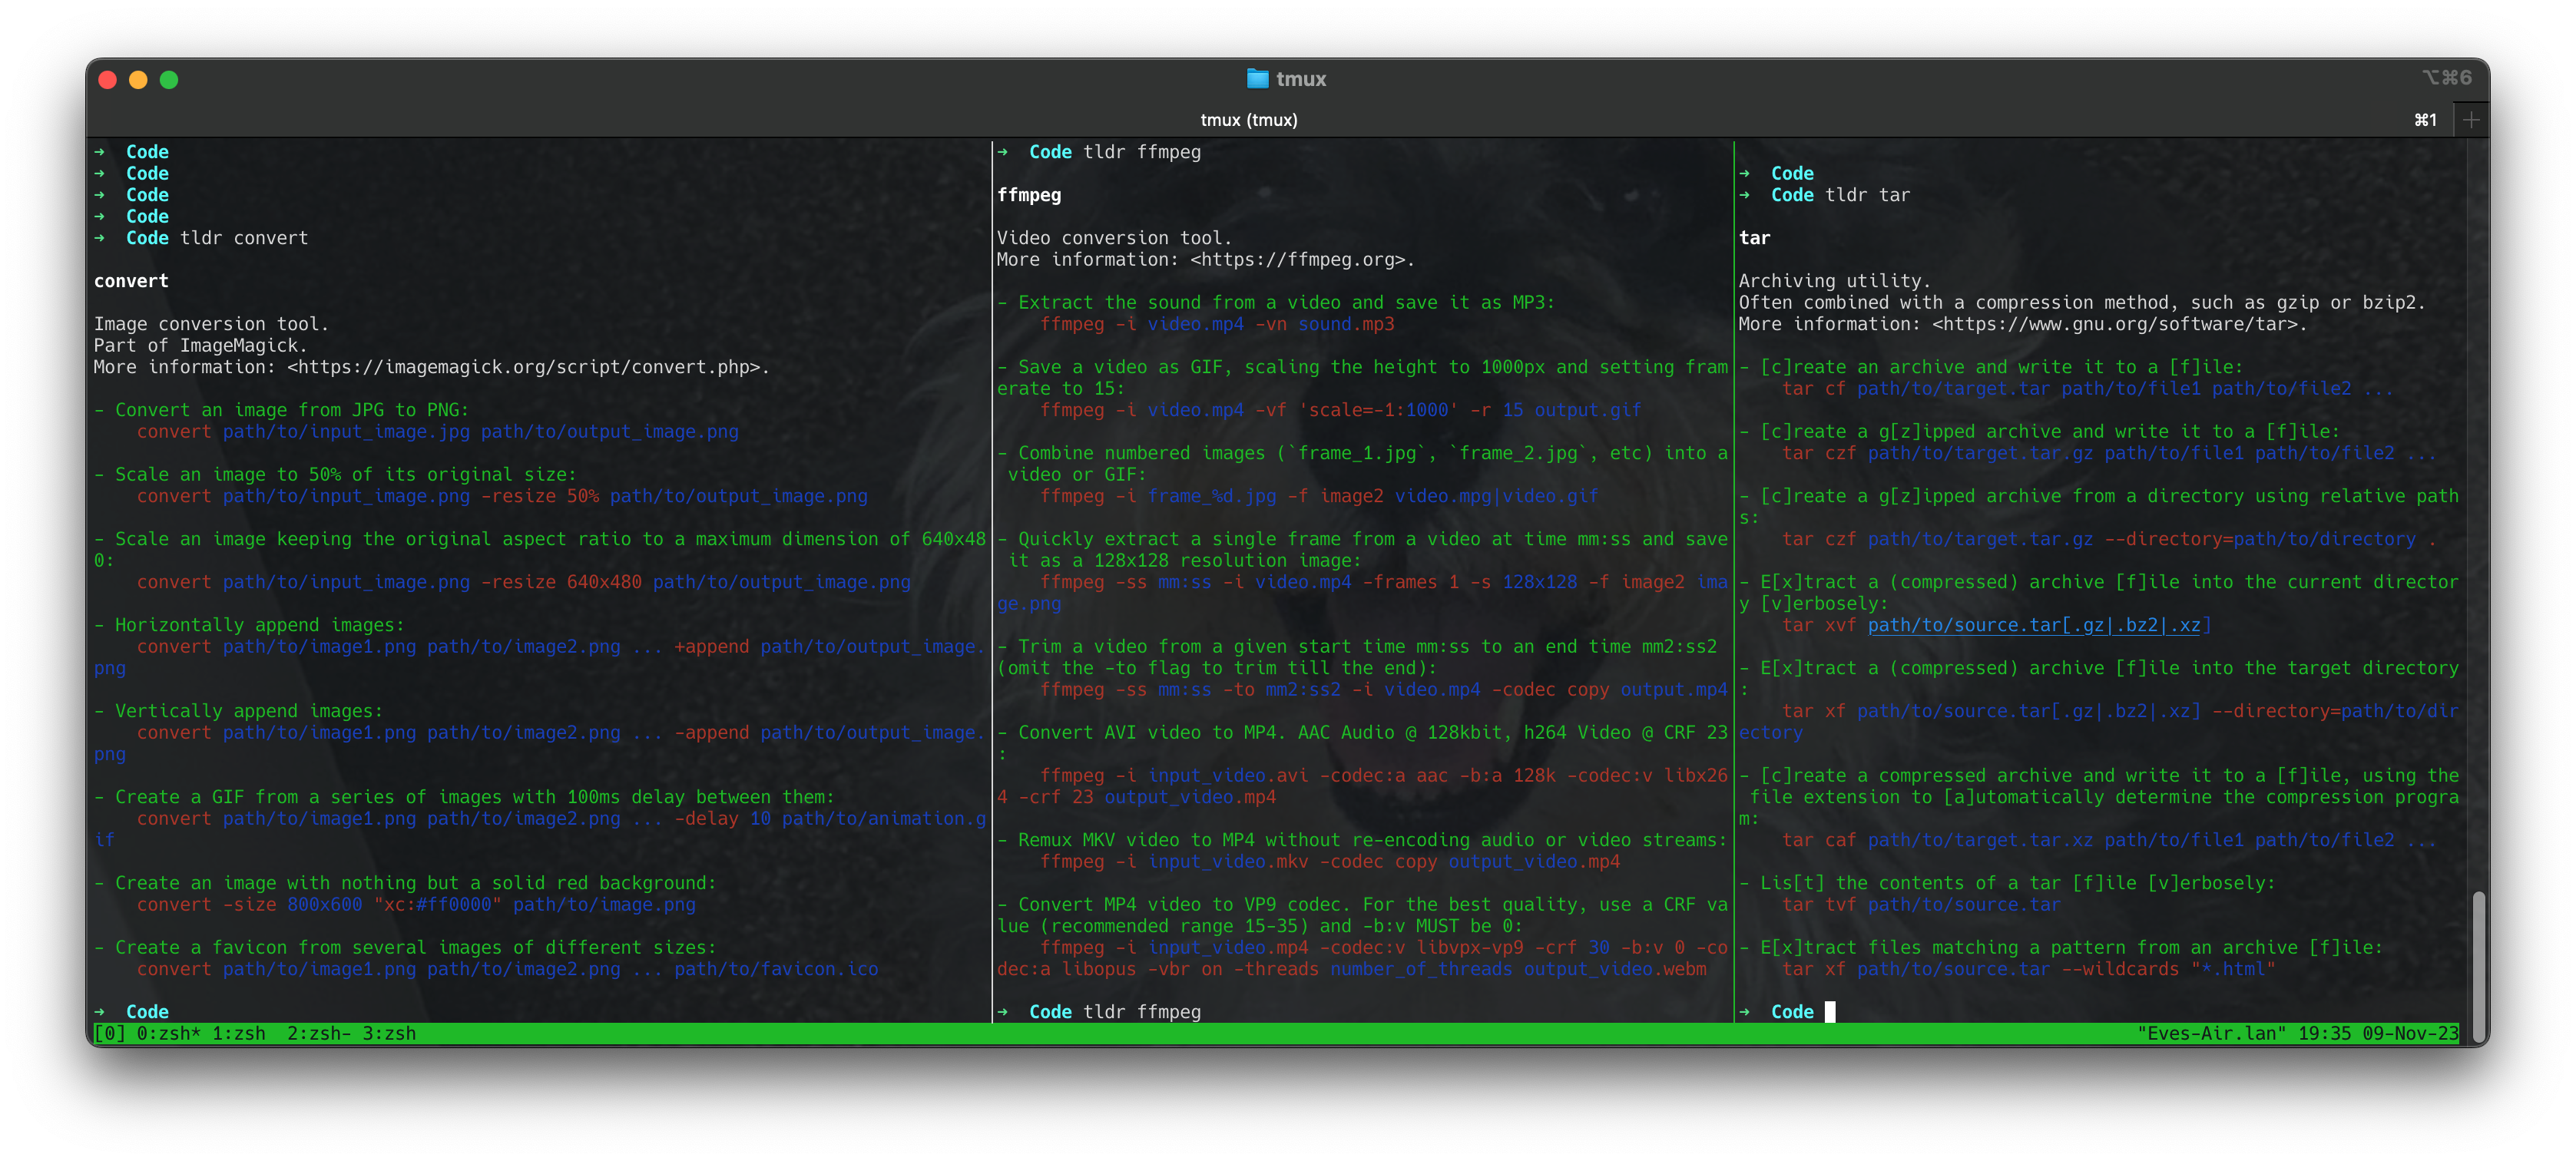 tmux
⌥⌘6
tmux (tmux)
⌘1
→ Code
→ Code
→ Code
→ Code
→ Code tldr convert
convert
Image conversion tool.
Part of ImageMagick.
More information: <https://imagemagick.org/script/convert.php>.
- Convert an image from JPG to PNG:
convert path/to/input_image.jpg path/to/output_image.png
- Scale an image to 50% of its original size:
convert path/to/input_image.png -resize 50% path/to/output_image.png
- Scale an image keeping the original aspect ratio to a maximum dimension of 640x48
0:
convert path/to/input_image.png -resize 640x480 path/to/output_image.png
- Horizontally append images:
convert path/to/image1.png path/to/image2.png ... +append path/to/output_image.
png
- Vertically append images:
convert path/to/image1.png path/to/image2.png ... -append path/to/output_image.
png
- Create a GIF from a series of images with 100ms delay between them:
convert path/to/image1.png path/to/image2.png ... -delay 10 path/to/animation.g
if
- Create an image with nothing but a solid red background:
convert -size 800x600 "xc:#ff0000" path/to/image.png
- Create a favicon from several images of different sizes:
convert path/to/image1.png path/to/image2.png ... path/to/favicon.ico
→ Code
→ Code tldr ffmpeg
ffmpeg
Video conversion tool.
More information: <https://ffmpeg.org>.
- Extract the sound from a video and save it as MP3:
ffmpeg -i video.mp4 -vn sound.mp3
- Save a video as GIF, scaling the height to 1000px and setting fram
erate to 15:
ffmpeg -i video.mp4 -vf 'scale=-1:1000' -r 15 output.gif
- Combine numbered images (`frame_1.jpg`, `frame_2.jpg`, etc) into a
video or GIF:
ffmpeg -i frame_%d.jpg -f image2 video.mpg|video.gif
- Quickly extract a single frame from a video at time mm:ss and save
it as a 128x128 resolution image:
ffmpeg -ss mm:ss -i video.mp4 -frames 1 -s 128x128 -f image2 ima
ge.png
- Trim a video from a given start time mm:ss to an end time mm2:ss2
(omit the -to flag to trim till the end):
ffmpeg -ss mm:ss -to mm2:ss2 -i video.mp4 -codec copy output.mp4
- Convert AVI video to MP4. AAC Audio @ 128kbit, h264 Video @ CRF 23
:
ffmpeg -i input_video.avi -codec:a aac -b:a 128k -codec:v libx26
4 -crf 23 output_video.mp4
- Remux MKV video to MP4 without re-encoding audio or video streams:
ffmpeg -i input_video.mkv -codec copy output_video.mp4
- Convert MP4 video to VP9 codec. For the best quality, use a CRF va
lue (recommended range 15-35) and -b:v MUST be 0:
ffmpeg -i input_video.mp4 -codec:v libvpx-vp9 -crf 30 -b:v 0 -co
dec:a libopus -vbr on -threads number_of_threads output_video.webm
→ Code tldr ffmpeg
→ Code
→ Code tldr tar
tar
Archiving utility.
Often combined with a compression method, such as gzip or bzip2.
More information: <https://www.gnu.org/software/tar>.
- [c]reate an archive and write it to a [f]ile:
tar cf path/to/target.tar path/to/file1 path/to/file2 ...
- [c]reate a g[z]ipped archive and write it to a [f]ile:
tar czf path/to/target.tar.gz path/to/file1 path/to/file2 ...
- [c]reate a g[z]ipped archive from a directory using relative path
s:
tar czf path/to/target.tar.gz --directory=path/to/directory .
- E[x]tract a (compressed) archive [f]ile into the current director
y [v]erbosely:
tar xvf path/to/source.tar[.gz|.bz2|.xz]
- E[x]tract a (compressed) archive [f]ile into the target directory
:
tar xf path/to/source.tar[.gz|.bz2|.xz] --directory=path/to/dir
ectory
- [c]reate a compressed archive and write it to a [f]ile, using the
file extension to [a]utomatically determine the compression progra
m:
tar caf path/to/target.tar.xz path/to/file1 path/to/file2 ...
- Lis[t] the contents of a tar [f]ile [v]erbosely:
tar tvf path/to/source.tar
- E[x]tract files matching a pattern from an archive [f]ile:
tar xf path/to/source.tar --wildcards "*.html"
→ Code
[0] 0:zsh* 1:zsh  2:zsh- 3:zsh
"Eves-Air.lan" 19:35 09-Nov-23